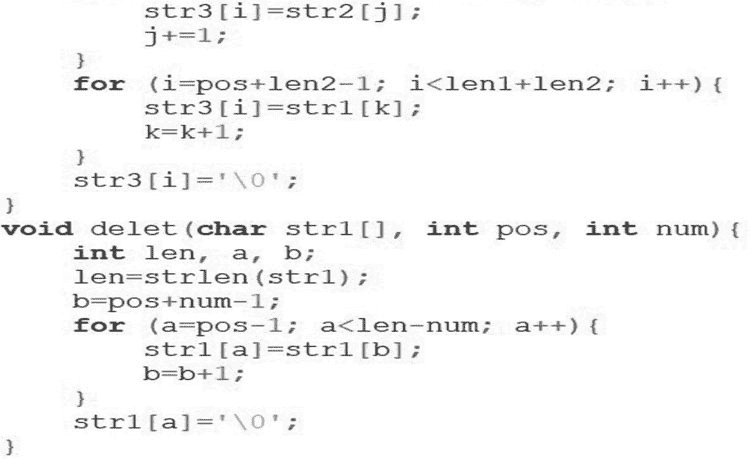 str3[i]=str2[j];
j+=1;
}
for (i=pos+len2-1; i<len1+len2; i++){
str3[i]=str1[k];
k=k+1;
}
str3[i]='\0';
}
void delet(char str1[], int pos, int num){
int len, a, b;
len=strlen(str1);
b=pos+num-1;
for (a=pos-1; a<len-num; a++){
str1[a]=str1[b];
b=b+1;
}
str1[a]='\0';
}